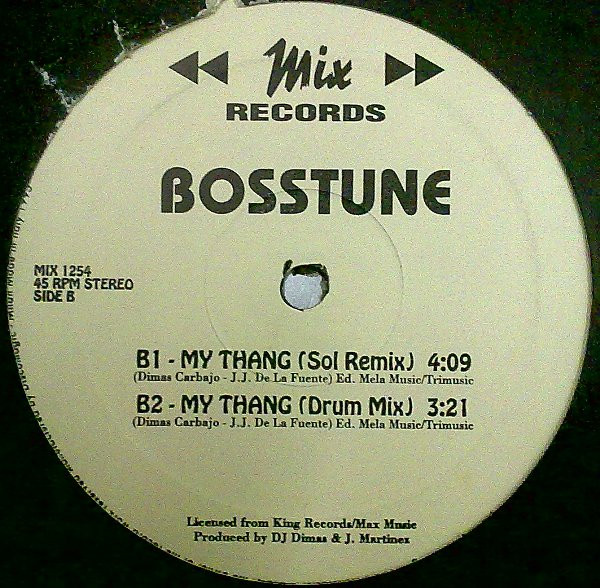 Mix
RECORDS
BOSSTUNE
MIX 1254
45 RPM STEREO
SIDE B
B1 - MY THANG (Sol Remix) 4:09
(Dimas Carbajo - J.J. De La Fuente) Ed. Mela Music/Trimusic
B2 - MY THANG (Drum Mix) 3:21
(Dimas Carbajo - J.J. De La Fuente) Ed. Mela Music/Trimusic
Licensed from King Records/Max Music
Produced by DJ Dimas & J. Martinez